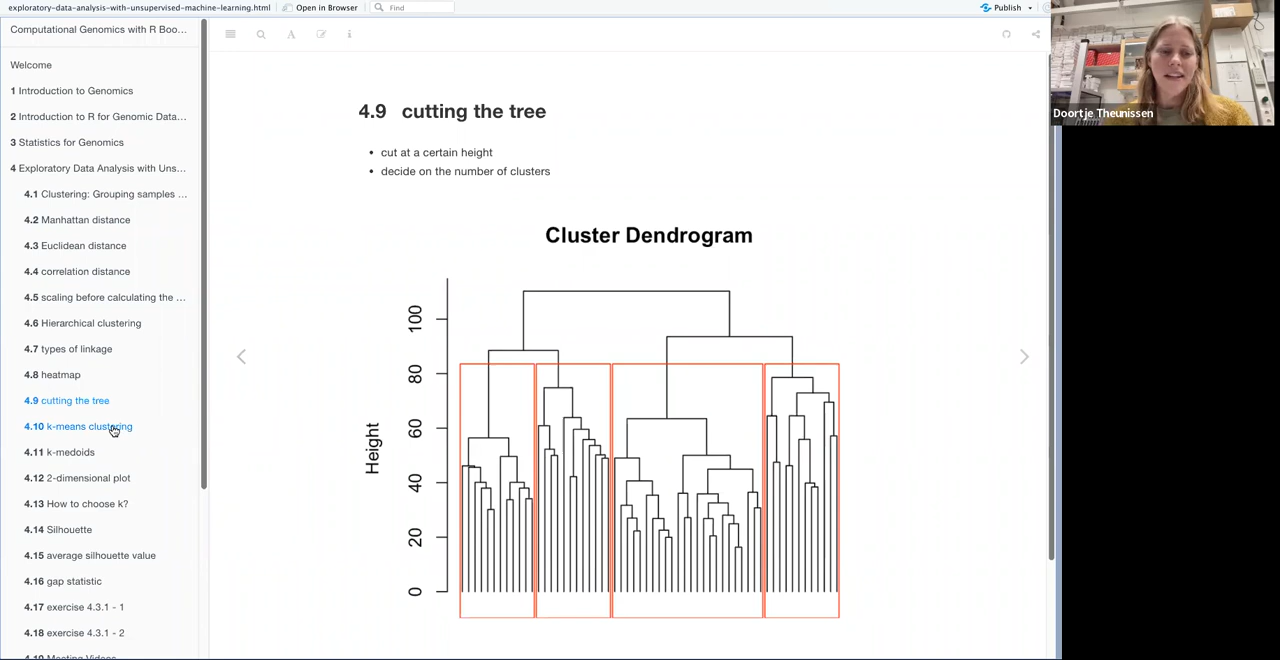 exploratory-data-analysis-with-unsupervised-machine-learning.html
Open in Browser
Find
Publish
Computational Genomics with R Boo...
Welcome
1 Introduction to Genomics
2 Introduction to R for Genomic Data...
3 Statistics for Genomics
4 Exploratory Data Analysis with Uns...
4.1 Clustering: Grouping samples ...
4.2 Manhattan distance
4.3 Euclidean distance
4.4 correlation distance
4.5 scaling before calculating the ...
4.6 Hierarchical clustering
4.7 types of linkage
4.8 heatmap
4.9 cutting the tree
4.10 k-means clustering
4.11 k-medoids
4.12 2-dimensional plot
4.13 How to choose k?
4.14 Silhouette
4.15 average silhouette value
4.16 gap statistic
4.17 exercise 4.3.1 - 1
4.18 exercise 4.3.1 - 2
4.19 Meeting Videos
A
i
4.9 cutting the tree
• cut at a certain height
• decide on the number of clusters
Cluster Dendrogram
Height
100
80
60
40
20
0
Doortje Theunissen